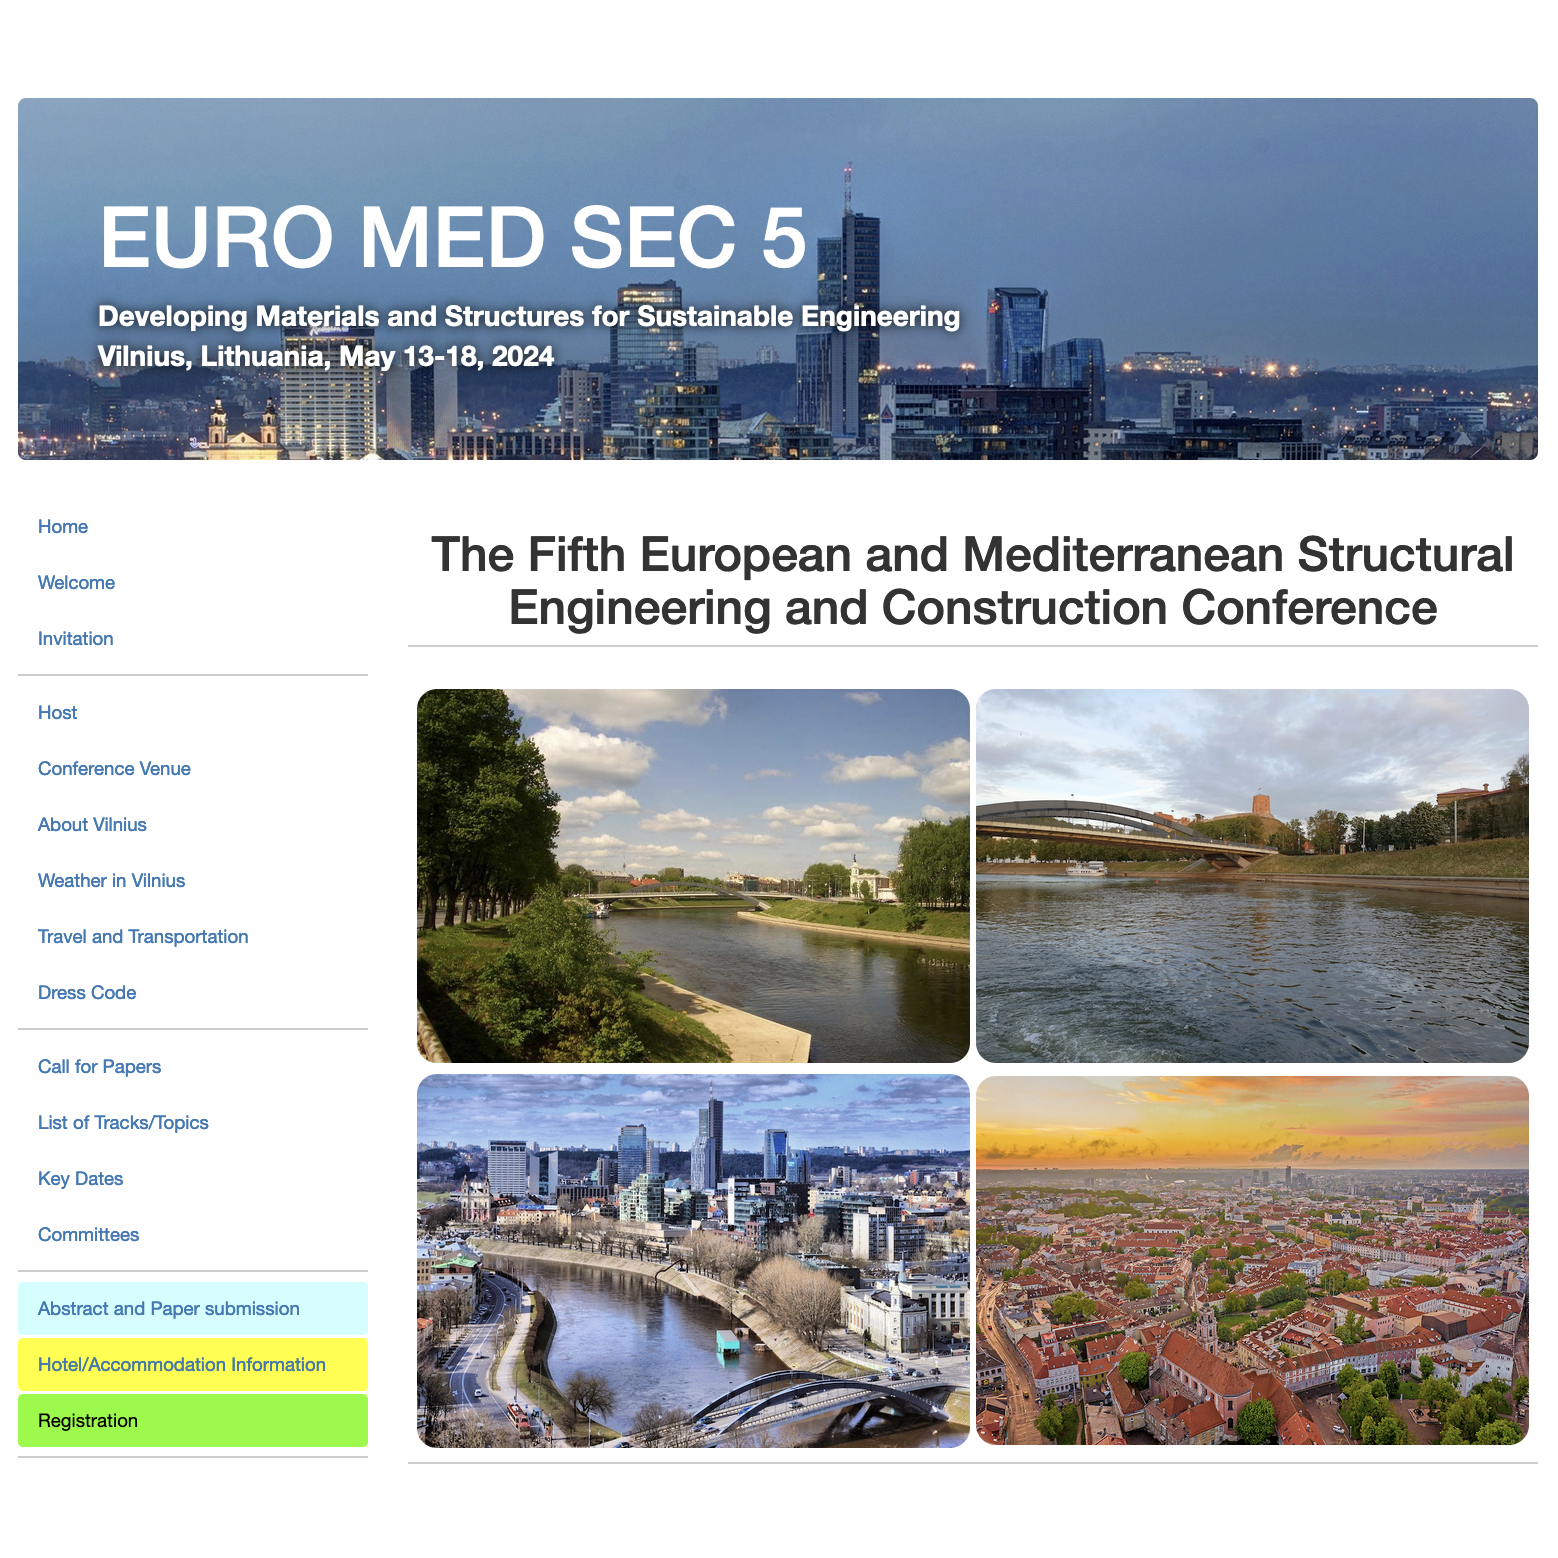 EURO MED SEC 5
Developing Materials and Structures for Sustainable Engineering
Vilnius, Lithuania, May 13-18, 2024
Home
Welcome
Invitation
Host
Conference Venue
About Vilnius
Weather in Vilnius
Travel and Transportation
Dress Code
Call for Papers
List of Tracks/Topics
Key Dates
Committees
Abstract and Paper submission
Hotel/Accommodation Information
Registration
The Fifth European and Mediterranean Structural
Engineering and Construction Conference